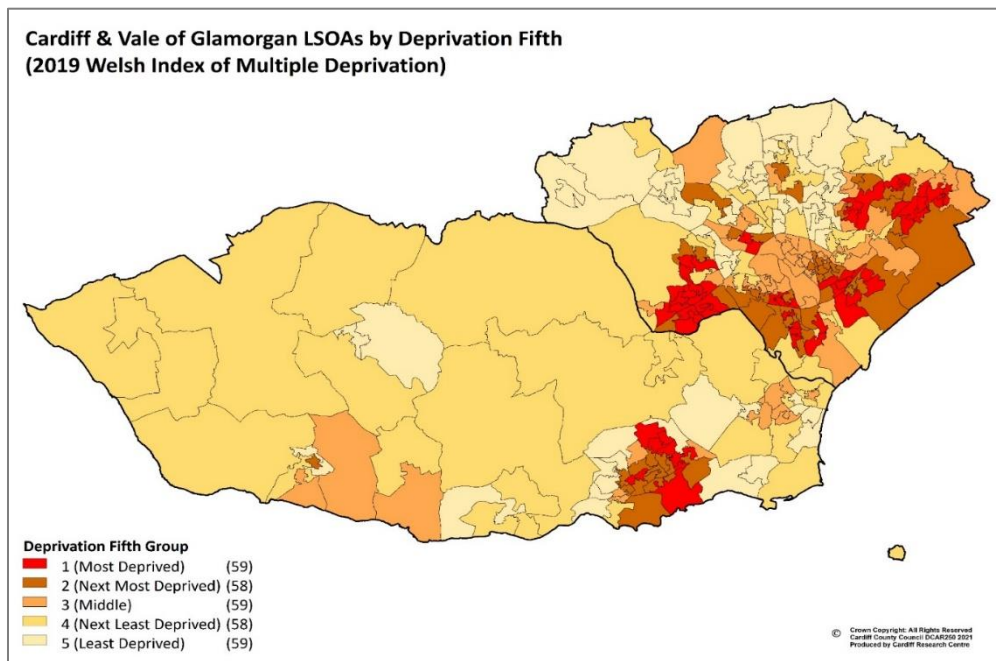 Cardiff & Vale of Glamorgan LSOAs by Deprivation Fifth
(2019 Welsh Index of Multiple Deprivation)
Deprivation Fifth Group
1 (Most Deprived) (59)
2 (Next Most Deprived) (58)
3 (Middle) (59)
4 (Next Least Deprived) (58)
5 (Least Deprived) (59)
© Crown Copyright: All Rights Reserved
Cardiff County Council DCAR250 2021
Produced by Cardiff Research Centre